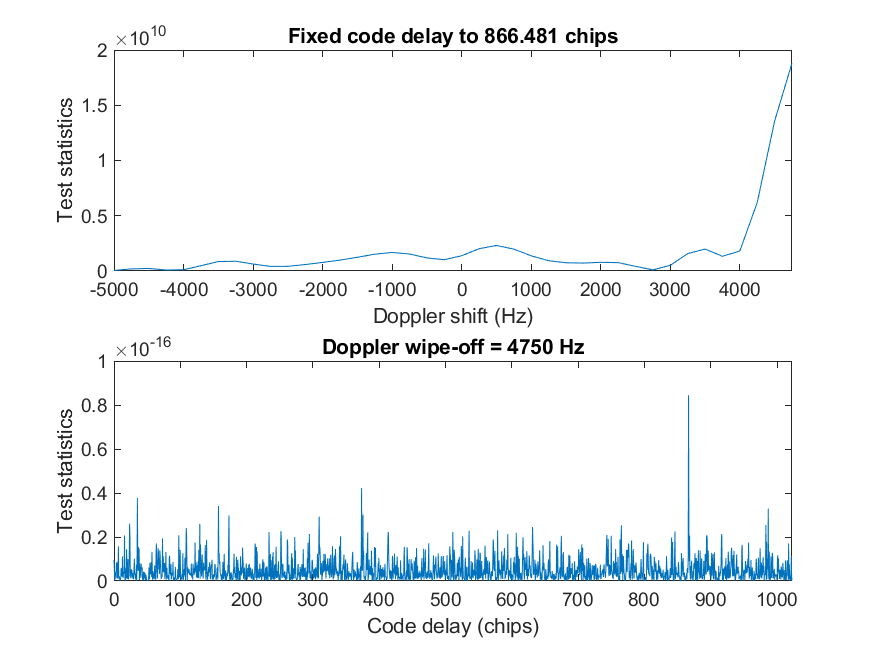 ×10^10
Fixed code delay to 866.481 chips
2
1.5
1
0.5
0
Test statistics
-5000 -4000 -3000 -2000 -1000 0 1000 2000 3000 4000
Doppler shift (Hz)
×10^-16
Doppler wipe-off = 4750 Hz
1
0.8
0.6
0.4
0.2
0
Test statistics
0 100 200 300 400 500 600 700 800 900 1000
Code delay (chips)